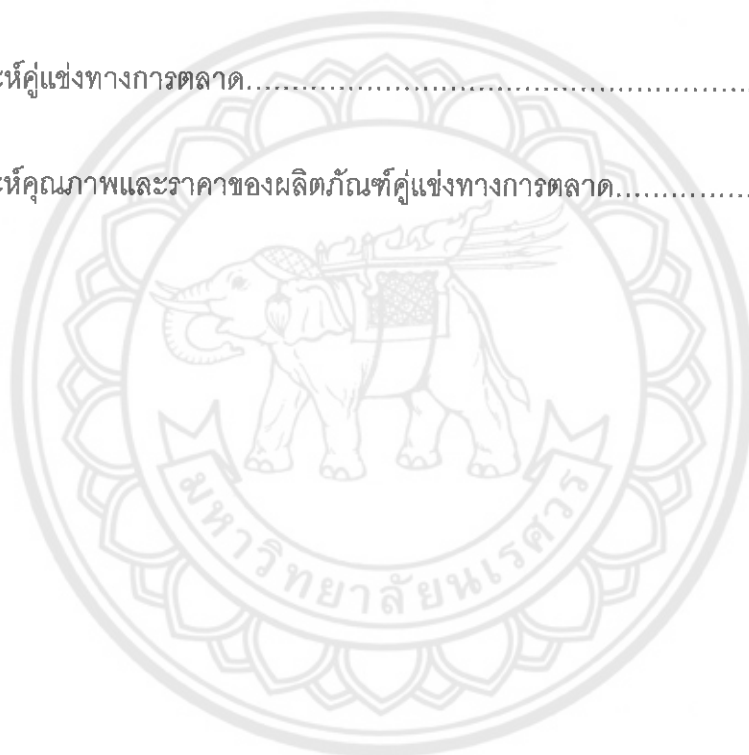 ะห์คู่แข่งทางการตลาด..................................................
ะห์คุณภาพและราคาของผลิตภัณฑ์คู่แข่งทางการตลาด..............
มหาวิทยาลัยนเรศวร